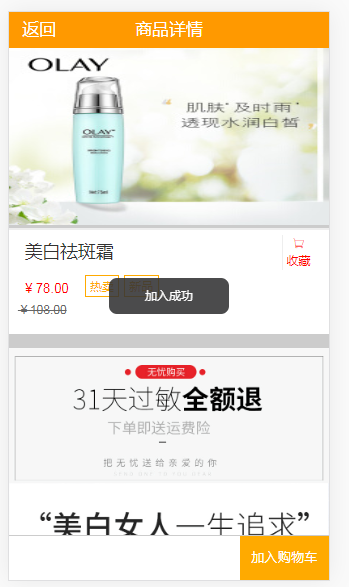 返回
商品详情
OLAY
肌肤·及时雨·
透现水润白皙
OLAY
美白祛斑霜
收藏
¥78.00
热卖
¥108.00
加入成功
无忧购买
31天过敏全额退
下单即送运费险
把无忧送给亲爱的你
“美白女人一生追求”
加入购物车